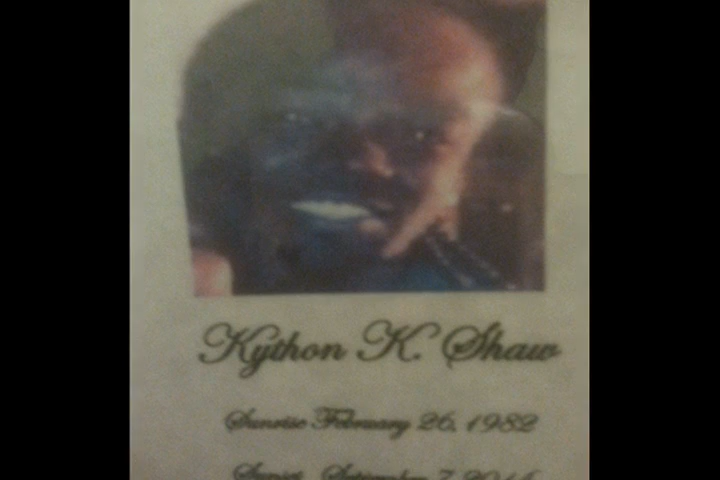 Kython K. Shaw
Sunrise February 26, 1982
Sunset September 7,